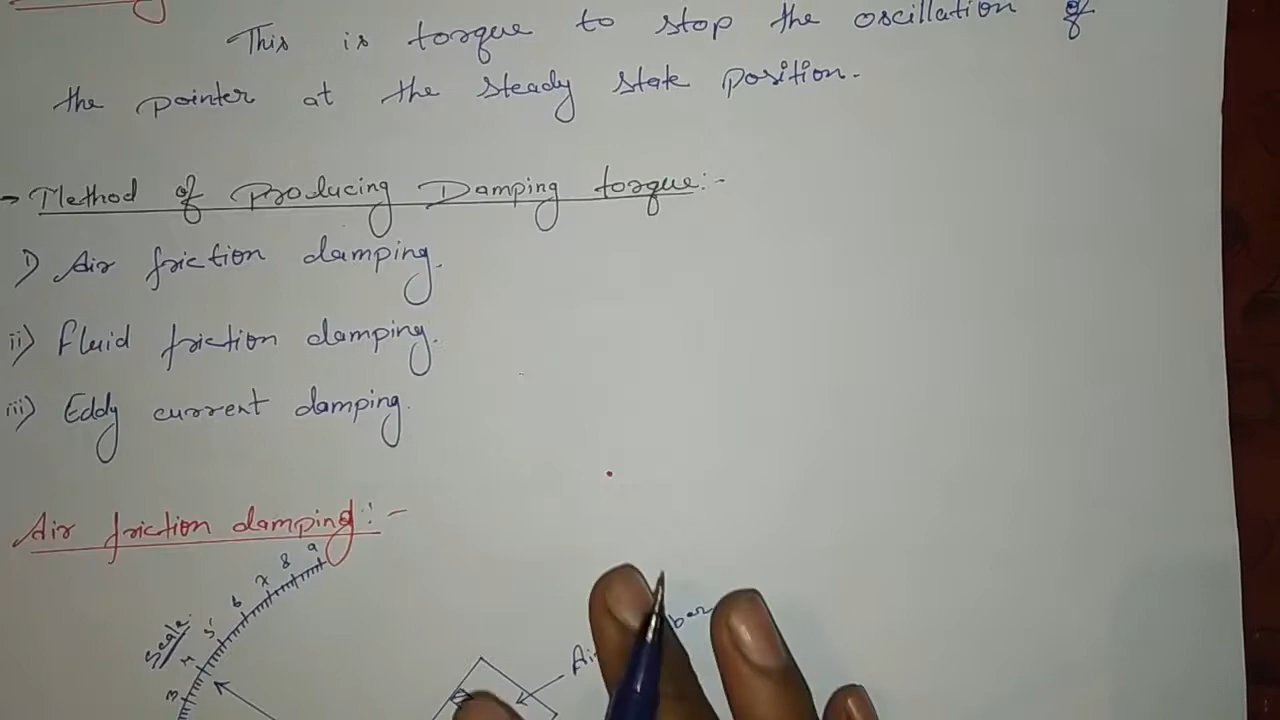 This is torque to stop the oscillation of
the pointer at the steady state position.
→ Method of Producing Damping torque:-
i) Air friction damping.
ii) Fluid friction damping.
iii) Eddy current damping.
Air friction damping:-
9
8
7
6
5
Scale
4
3